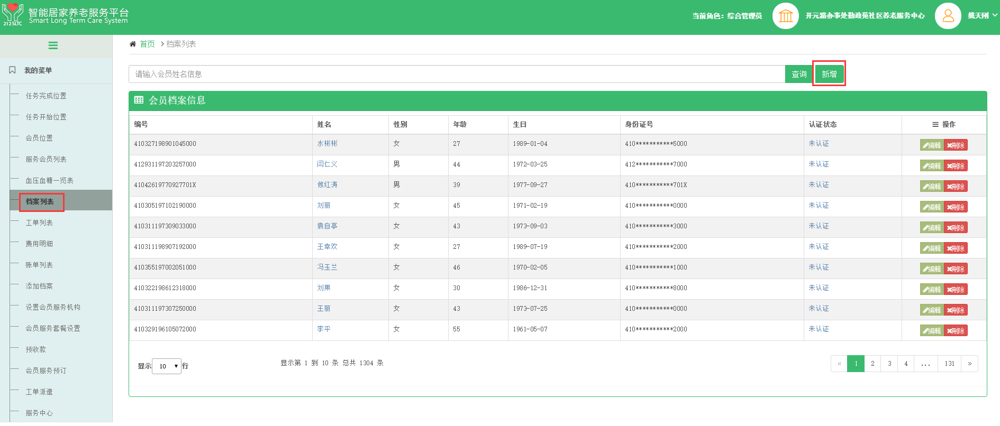 智能居家养老服务平台
Smart Long Term Care System
212SLTC
当前角色：综合管理员
开元路办事处勤政苑社区养老服务中心
姚天刚
首页 > 档案列表
我的菜单
任务完成位置
任务开始位置
会员位置
服务会员列表
血压血糖一览表
档案列表
工单列表
费用明细
账单列表
添加档案
设置会员服务机构
会员服务套餐设置
预收款
会员服务预订
工单派遣
服务中心
请输入会员姓名信息 查询 新增
会员档案信息
编号 姓名 性别 年龄 生日 身份证号 认证状态 操作
410327198901045000 水彬彬 女 27 1989-01-04 410***********5000 未认证 编辑 删除
412931197203257000 闫仁义 男 44 1972-03-25 412***********7000 未认证 编辑 删除
41042619770927701X 候红涛 男 39 1977-09-27 410***********701X 未认证 编辑 删除
410305197102190000 刘丽 女 45 1971-02-19 410***********0000 未认证 编辑 删除
410311197309033000 袁自亭 女 43 1973-09-03 410***********3000 未认证 编辑 删除
410311198907192000 王幸欢 女 27 1989-07-19 410***********2000 未认证 编辑 删除
410355197002051000 冯玉兰 女 46 1970-02-05 410***********1000 未认证 编辑 删除
410322198612318000 刘果 女 30 1986-12-31 410***********8000 未认证 编辑 删除
410311197307250000 王丽 女 43 1973-07-25 410***********0000 未认证 编辑 删除
410329196105072000 李平 女 55 1961-05-07 410***********2000 未认证 编辑 删除
显示 10 行 显示第 1 到 10 条 总共 1304 条 « 1 2 3 4 ... 131 »